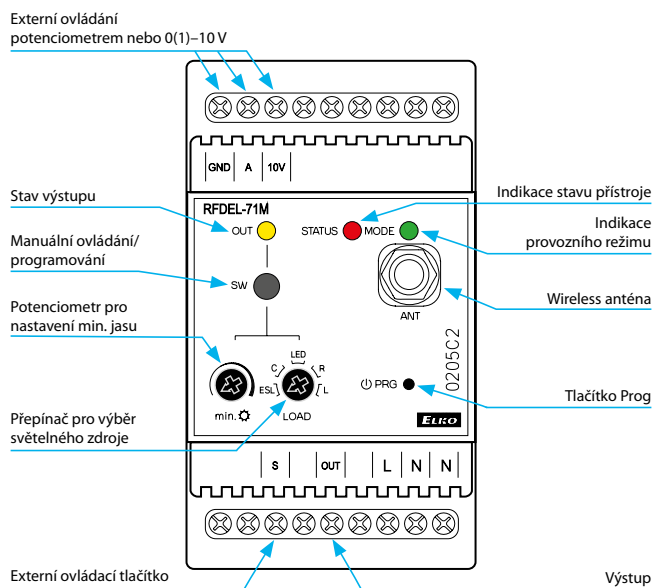 Externí ovládání
potenciometrem nebo 0(1)–10 V
GND A 10V
Stav výstupu
RFDEL-71M
Indikace stavu přístroje
OUT STATUS MODE
Indikace
provozního režimu
Manuální ovládání/
programování
SW
Wireless anténa
ANT
Potenciometr pro
nastavení min. jasu
LED
C R
ESL L
PRG
0205C2
Tlačítko Prog
min. LOAD
ELKO
Přepínač pro výběr
světelného zdroje
S OUT L N N
Externí ovládací tlačítko
Výstup